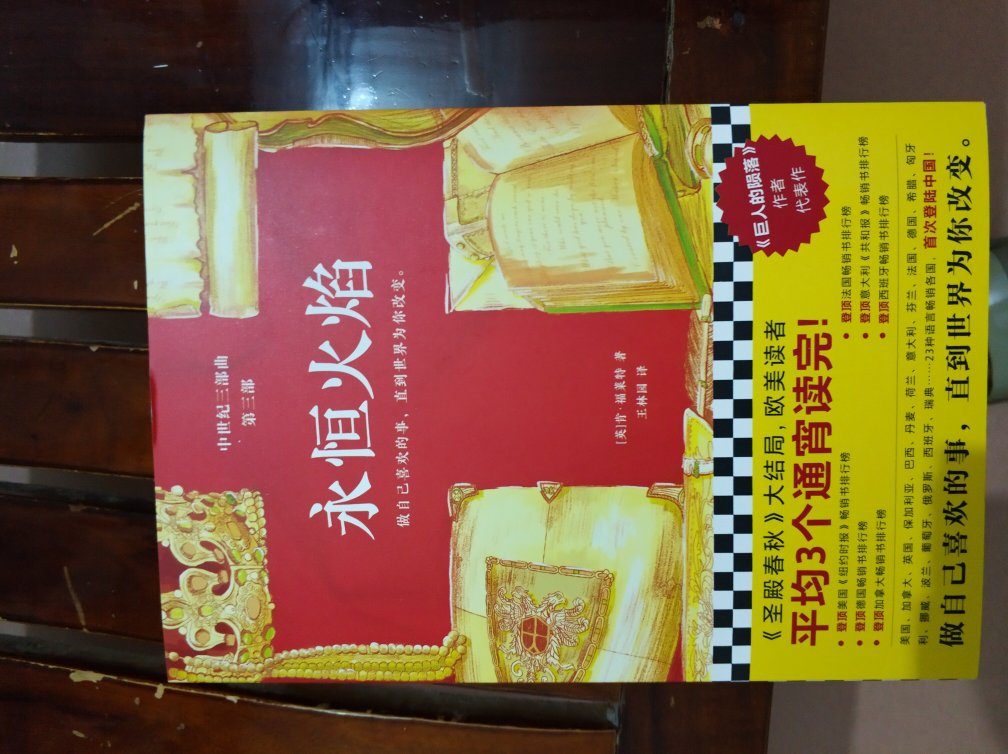 中世纪三部曲
第三部
永恒火焰
做自己喜欢的事，直到世界为你改变。
[英]肯·福莱特 著
王林园 译
《巨人的陨落》
作者
代表作
《圣殿春秋》大结局，欧美读者
平均3个通宵读完！
• 登顶美国《纽约时报》畅销书排行榜
• 登顶德国畅销书排行榜
• 登顶加拿大畅销书排行榜
• 登顶法国畅销书排行榜
• 登顶意大利《共和报》畅销书排行榜
• 登顶西班牙畅销书排行榜
美国、加拿大、英国、保加利亚、巴西、丹麦、荷兰、意大利、芬兰、法国、德国、希腊、匈牙
利、挪威、波兰、葡萄牙、俄罗斯、西班牙、瑞典……23种语言畅销各国，首次登陆中国！
做自己喜欢的事，直到世界为你改变。